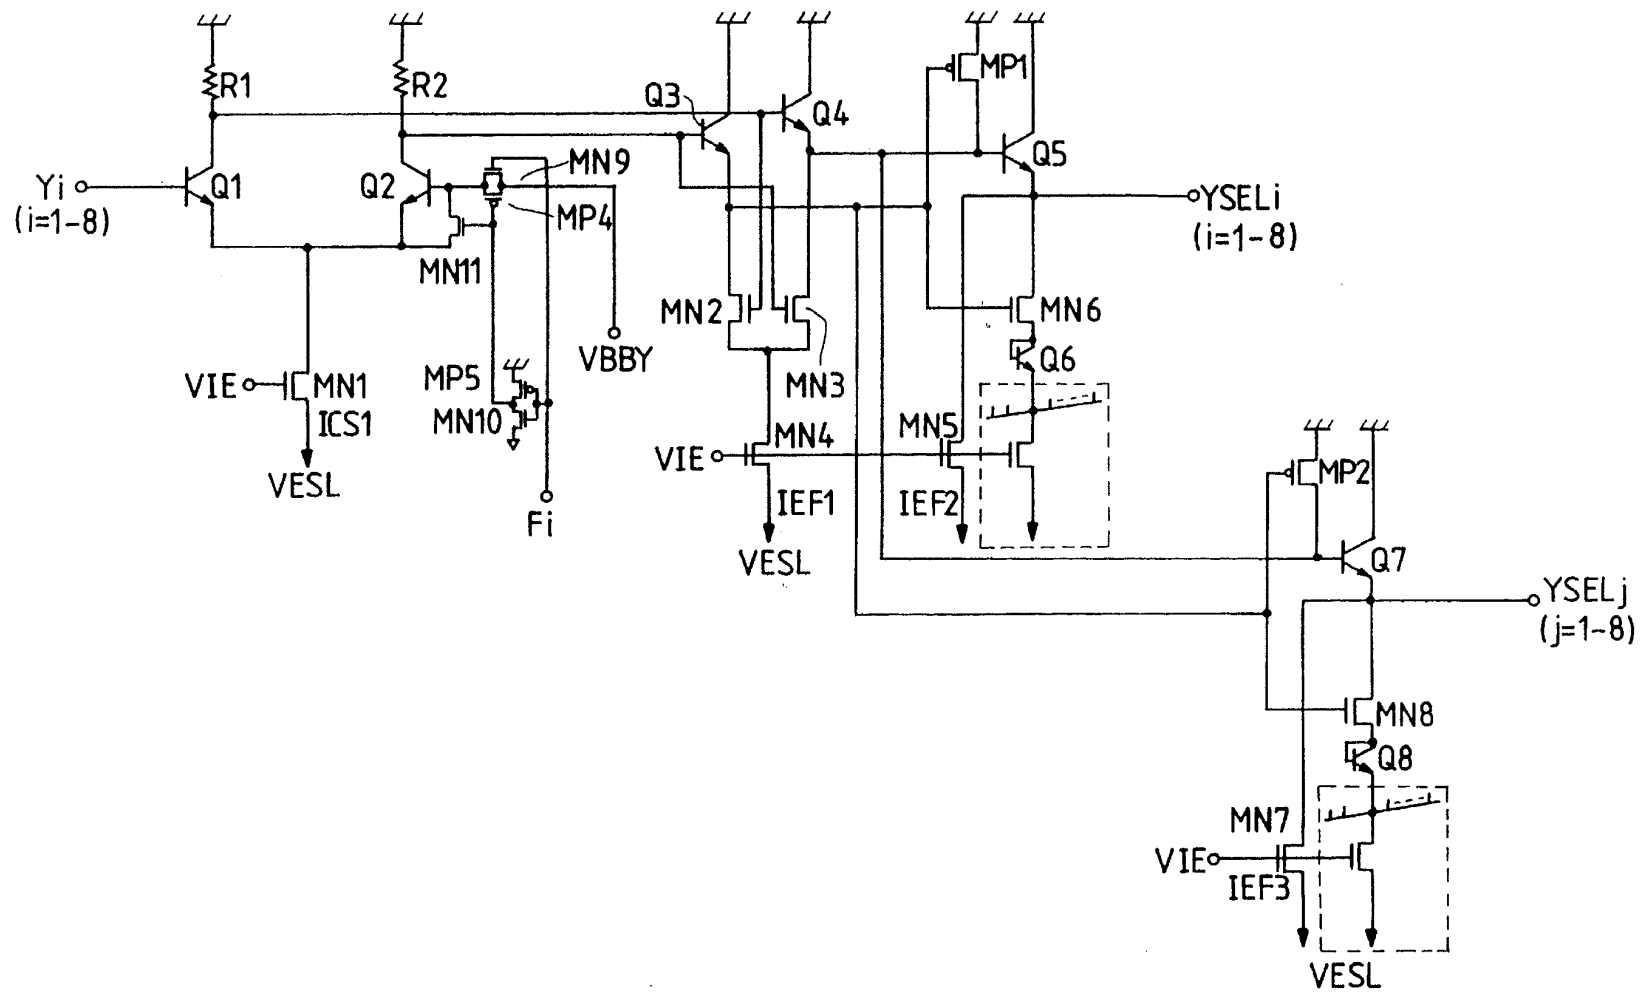 R1
R2
Q3
Q4
MP1
Q5
Yi
(i=1-8)
Q1
Q2
MN9
MP4
YSELi
(i=1-8)
MN11
MN2
MN3
MN6
Q6
VBBY
VIE
MN1
ICS1
VESL
MP5
MN10
Fi
VIE
MN4
IEF1
VESL
MN5
IEF2
MP2
Q7
YSELj
(j=1-8)
MN8
Q8
MN7
VIE
IEF3
VESL